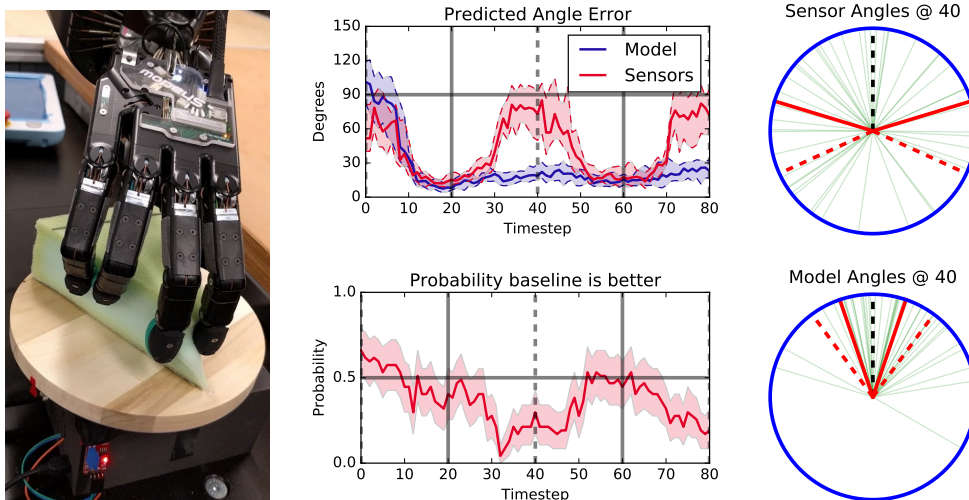 Predicted Angle Error
150
120
90
60
30
0
Degrees
Model
Sensors
0 10 20 30 40 50 60 70 80
Timestep
Sensor Angles @ 40
Probability baseline is better
1.0
0.5
0.0
Probability
0 10 20 30 40 50 60 70 80
Timestep
Model Angles @ 40